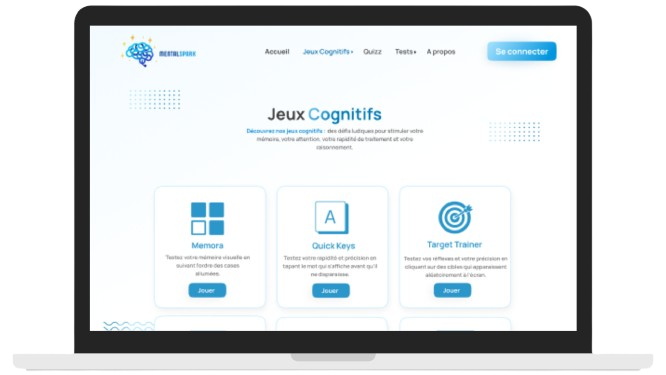 MENTALSPARK
Accueil Jeux Cognitifs Quizz Tests A propos Se connecter
Jeux Cognitifs
Découvrez nos jeux cognitifs : des défis ludiques pour stimuler votre
mémoire, votre attention, votre rapidité de traitement et votre
raisonnement.
A
Memora Quick Keys Target Trainer
Testez votre mémoire visuelle en
suivant l'ordre des cases
allumées.
Testez votre rapidité et précision en
tapant le mot qui s'affiche avant qu'il
ne disparaisse.
Testez vos réflexes et votre précision en
cliquant sur des cibles qui apparaissent
aléatoirement à l'écran.
Jouer Jouer Jouer